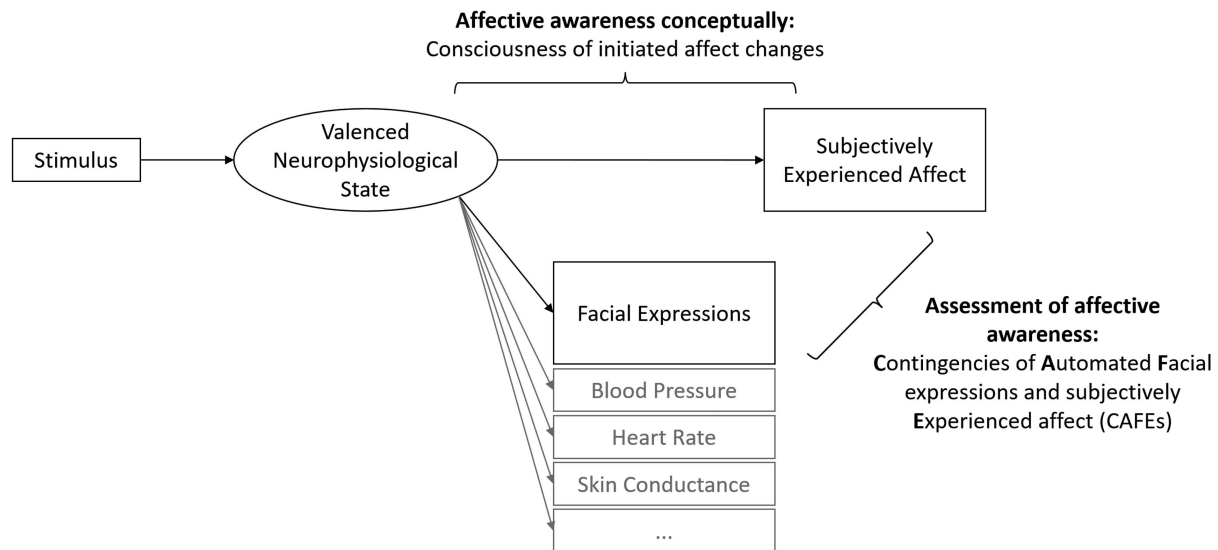 Affective awareness conceptually:
Consciousness of initiated affect changes
Stimulus
Valenced
Neurophysiological
State
Subjectively
Experienced Affect
Facial Expressions
Blood Pressure
Heart Rate
Skin Conductance
...
Assessment of affective
awareness:
Contingencies of Automated Facial
expressions and subjectively
Experienced affect (CAFEs)